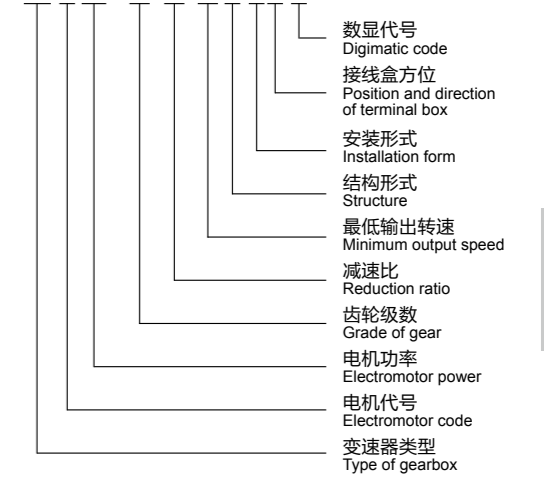 数显代号
Digimatic code
接线盒方位
Position and direction
of terminal box
安装形式
Installation form
结构形式
Structure
最低输出转速
Minimum output speed
减速比
Reduction ratio
齿轮级数
Grade of gear
电机功率
Electromotor power
电机代号
Electromotor code
变速器类型
Type of gearbox